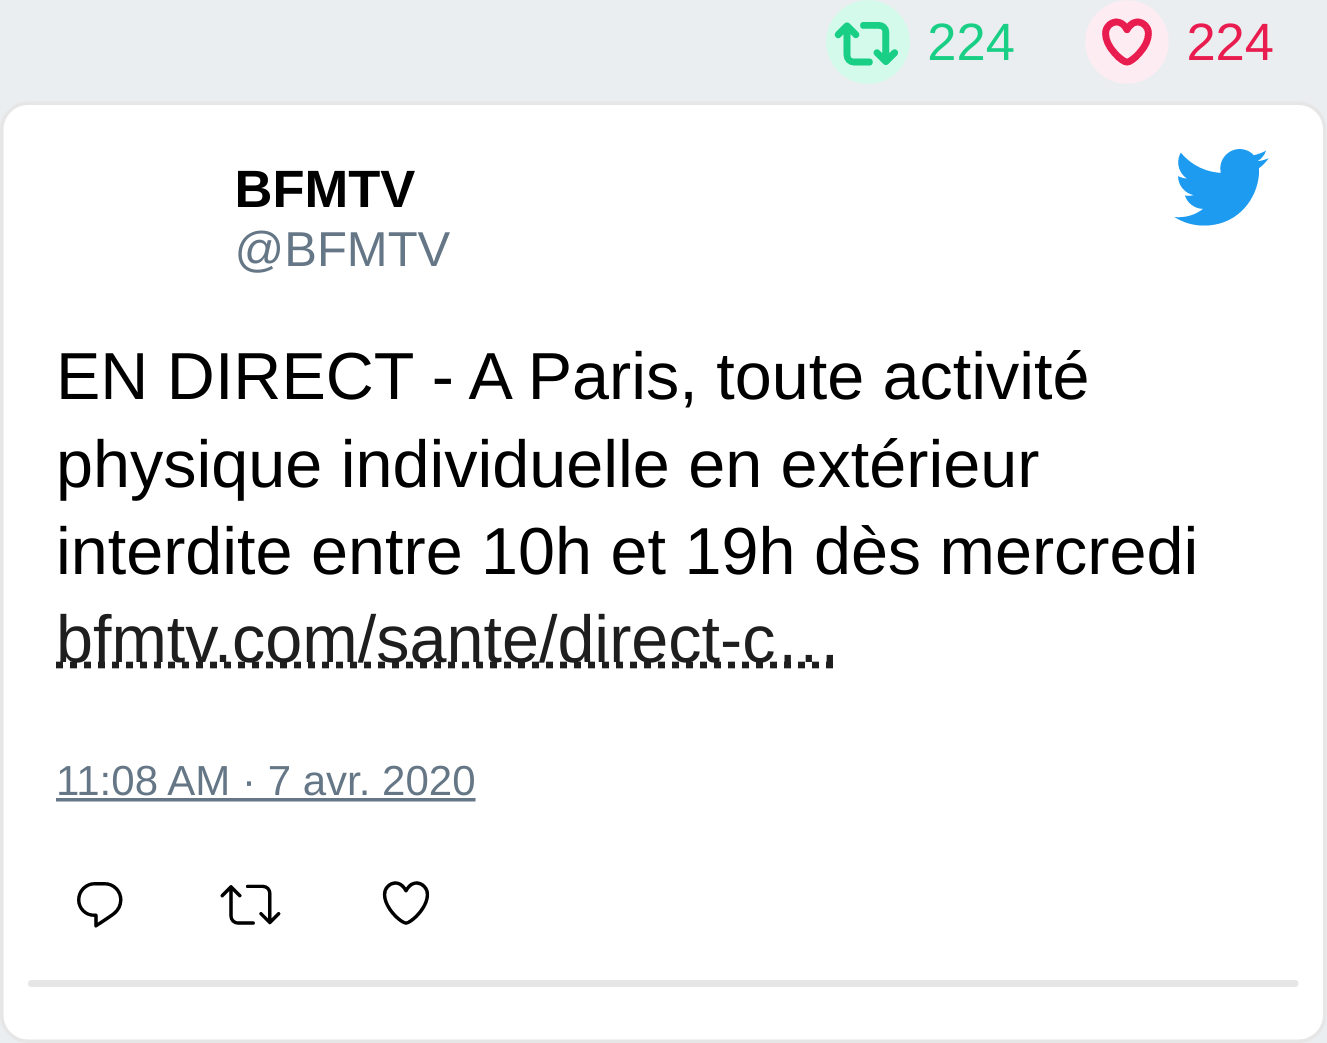 224 224
BFMTV
@BFMTV
EN DIRECT - A Paris, toute activité
physique individuelle en extérieur
interdite entre 10h et 19h dès mercredi
bfmtv.com/sante/direct-c...
11:08 AM · 7 avr. 2020